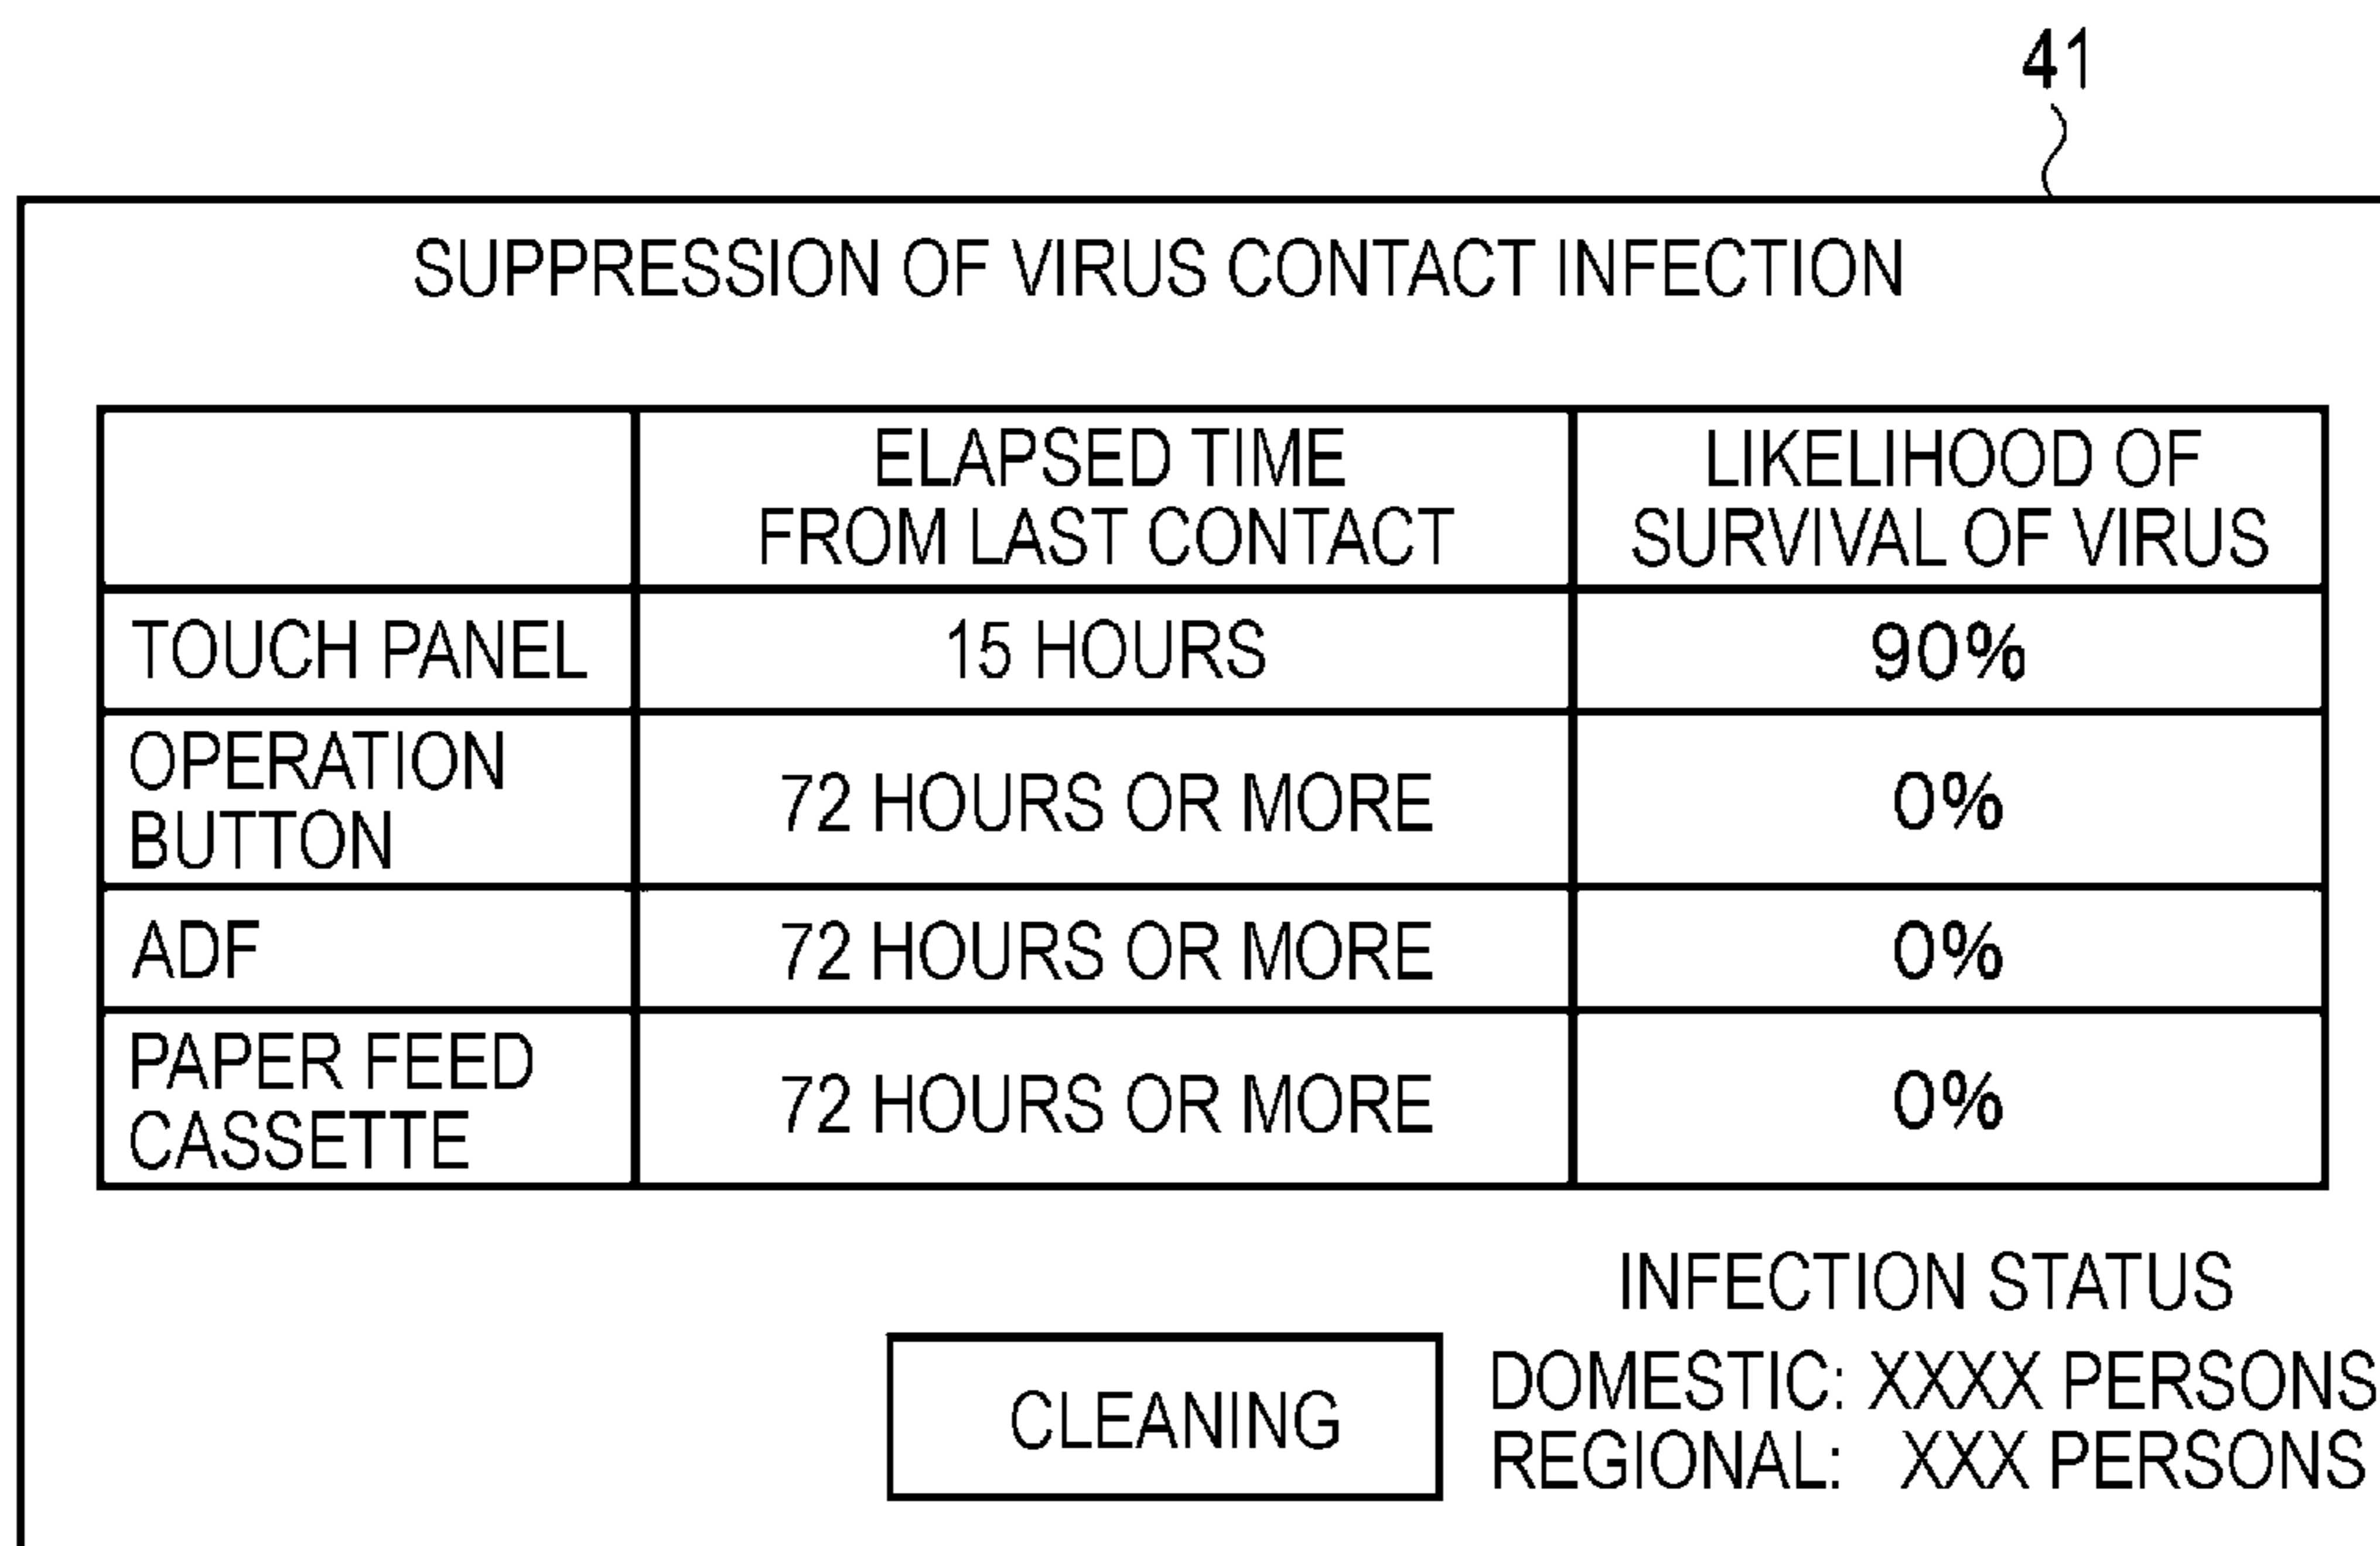 41
SUPPRESSION OF VIRUS CONTACT INFECTION
ELAPSED TIME
FROM LAST CONTACT
LIKELIHOOD OF
SURVIVAL OF VIRUS
TOUCH PANEL
15 HOURS
90%
OPERATION
BUTTON
72 HOURS OR MORE
0%
ADF
72 HOURS OR MORE
0%
PAPER FEED
CASSETTE
72 HOURS OR MORE
0%
INFECTION STATUS
DOMESTIC: XXXX PERSONS
REGIONAL: XXX PERSONS
CLEANING